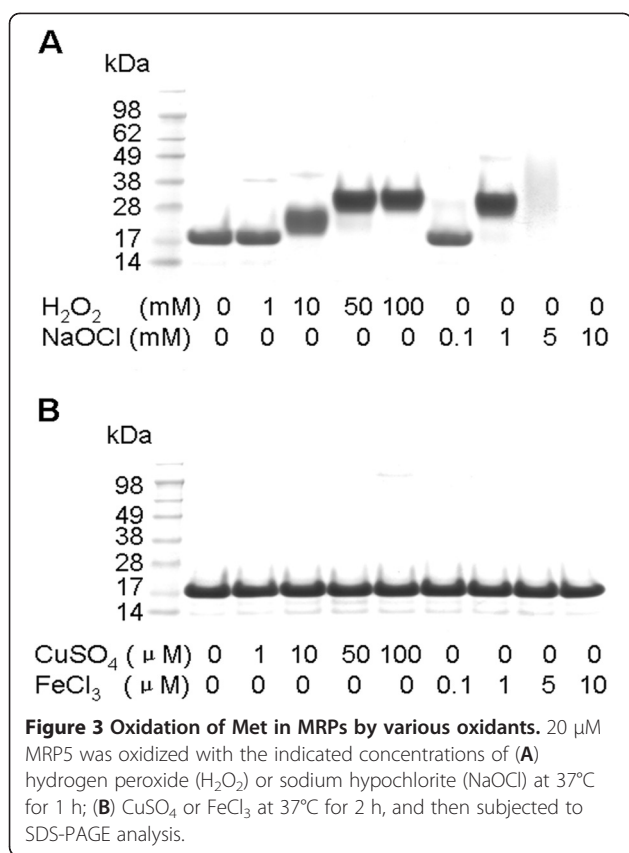 A
kDa
98
62
49
38
28
17
14
H₂O₂ (mM) 0 1 10 50 100 0 0 0 0
NaOCl (mM) 0 0 0 0 0 0.1 1 5 10
B
kDa
98
49
38
28
17
14
CuSO₄ ( μ M) 0 1 10 50 100 0 0 0 0
FeCl₃ ( μ M) 0 0 0 0 0 0.1 1 5 10
Figure 3 Oxidation of Met in MRPs by various oxidants. 20 μM
MRP5 was oxidized with the indicated concentrations of (A)
hydrogen peroxide (H₂O₂) or sodium hypochlorite (NaOCl) at 37°C
for 1 h; (B) CuSO₄ or FeCl₃ at 37°C for 2 h, and then subjected to
SDS-PAGE analysis.